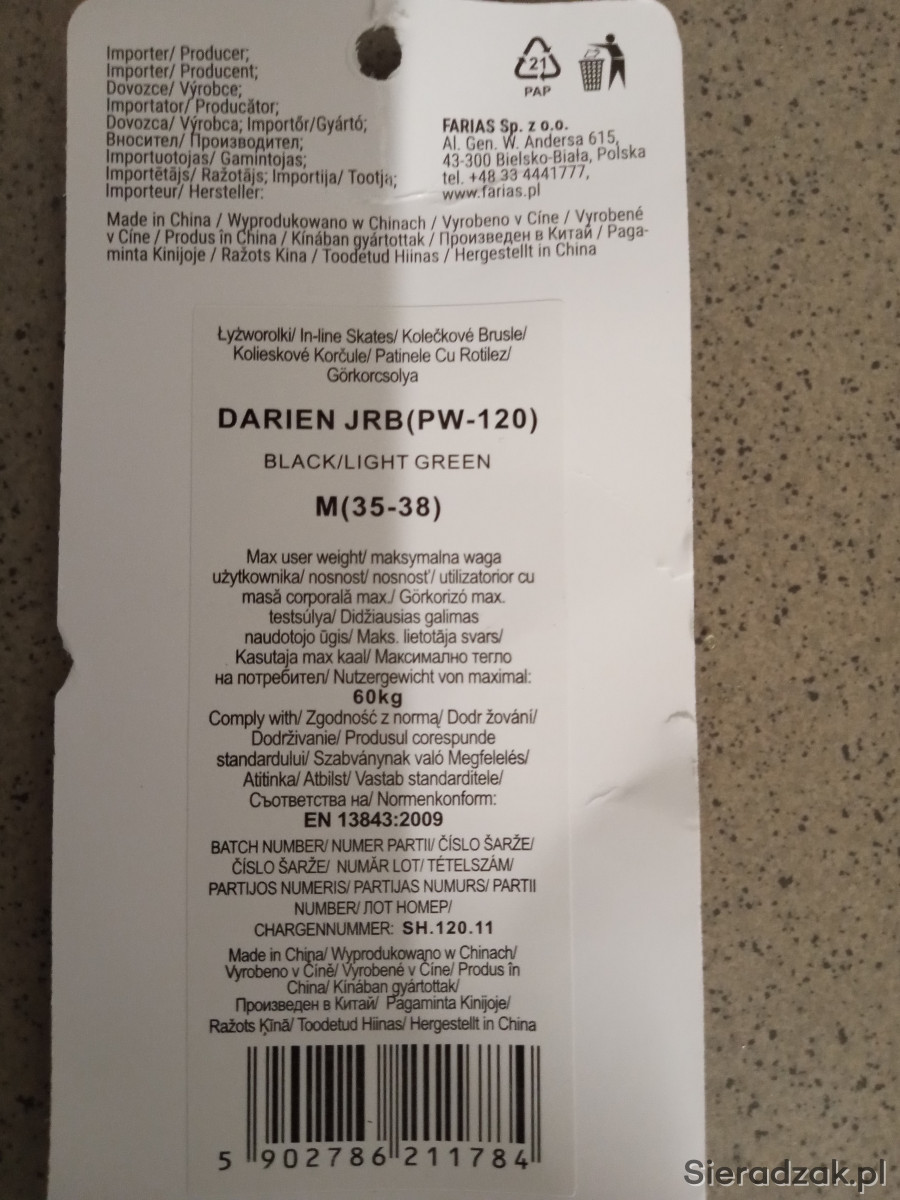 Importer/ Producer;
Importer/ Producent;
Dovozce/ Výrobce;
Importator/ Producător;
Dovozca/ Výrobca; Importőr/Gyártó;
Вносител/ Производител;
Importuotojas/ Gamintojas;
Importētājs/ Ražotājs; Importija/ Tootja;
Importeur/ Hersteller:
21
PAP
FARIAS Sp. z o.o.
Al. Gen. W. Andersa 615,
43-300 Bielsko-Biała, Polska
tel. +48 33 4441777,
www.farias.pl
Made in China / Wyprodukowano w Chinach / Vyrobeno v Cíne / Vyrobené
v Cíne / Produs în China / Kínában gyártottak / Произведен в Китай / Paga-
minta Kinijoje / Ražots Kina / Toodetud Hiinas / Hergestellt in China
Łyżworolki/ In-line Skates/ Kolečkové Brusle/
Kolieskové Korčule/ Patinele Cu Rotilez/
Görkorcsolya
DARIEN JRB(PW-120)
BLACK/LIGHT GREEN
M(35-38)
Max user weight/ maksymalna waga
użytkownika/ nosnost/ nosnosť/ utilizatorior cu
masă corporală max./ Görkorizó max.
testsúlya/ Didžiausias galimas
naudotojo ūgis/ Maks. lietotāja svars/
Kasutaja max kaal/ Максимално тегло
на потребител/ Nutzergewicht von maximal:
60kg
Comply with/ Zgodność z normą/ Dodr žování/
Dodrživanie/ Produsul corespunde
standardului/ Szabványnak való Megfelelés/
Atitinka/ Atbilst/ Vastab standarditele/
Съответства на/ Normenkonform:
EN 13843:2009
BATCH NUMBER/ NUMER PARTII/ ČÍSLO ŠARŽE/
ČÍSLO ŠARŽE/ NUMĂR LOT/ TÉTELSZÁM/
PARTIJOS NUMERIS/ PARTIJAS NUMURS/ PARTII
NUMBER/ ЛОТ НОМЕР/
CHARGENNUMMER: SH.120.11
Made in China/ Wyprodukowano w Chinach/
Vyrobeno v Číně/ Vyrobené v Číne/ Produs în
China/ Kínában gyártottak/
Произведен в Китай/ Pagaminta Kinijoje/
Ražots Ķīnā/ Toodetud Hiinas/ Hergestellt in China
5 902786 211784
Sieradzak.pl